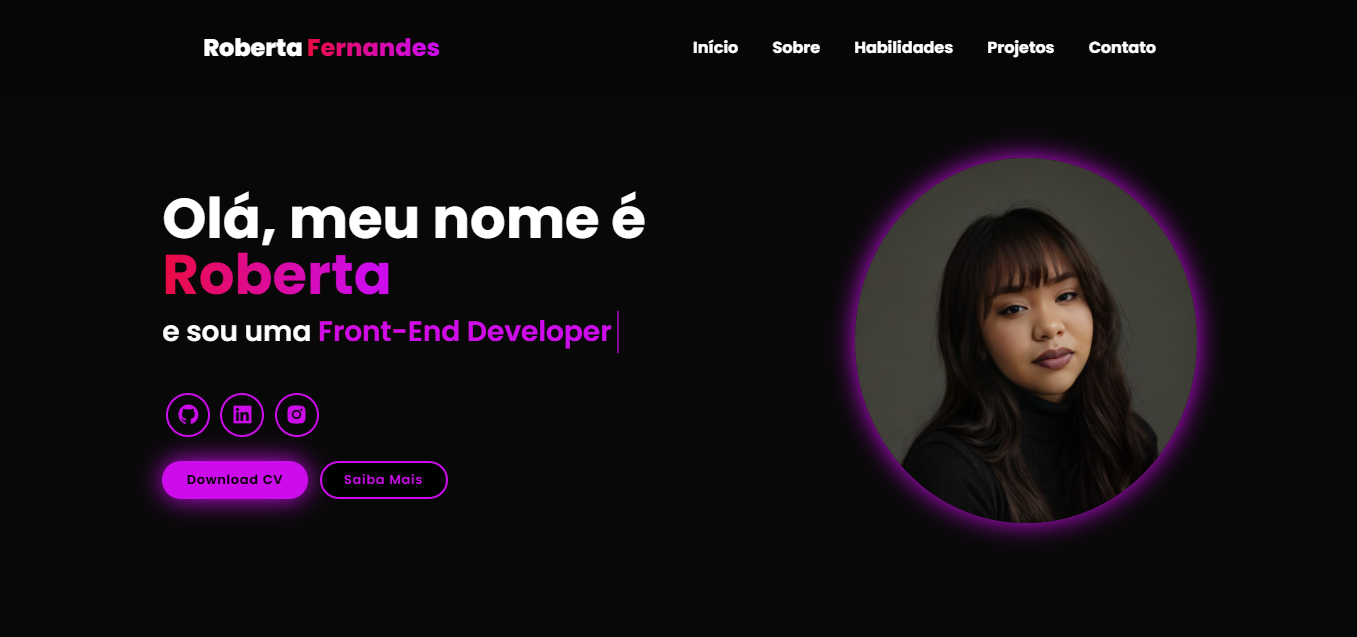 Roberta Fernandes
Início Sobre Habilidades Projetos Contato
Olá, meu nome é
Roberta
e sou uma Front-End Developer
Download CV
Saiba Mais